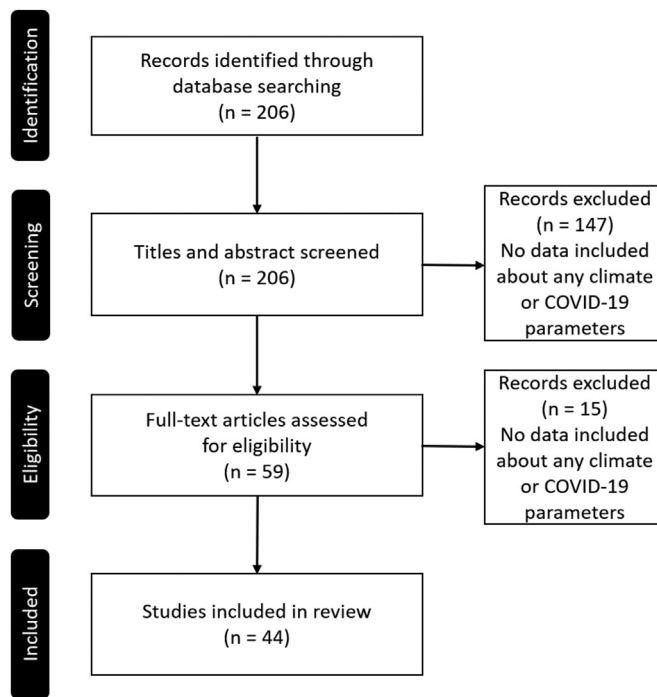 Identification
Records identified through
database searching
(n = 206)
Screening
Titles and abstract screened
(n = 206)
Records excluded
(n = 147)
No data included
about any climate
or COVID-19
parameters
Eligibility
Full-text articles assessed
for eligibility
(n = 59)
Records excluded
(n = 15)
No data included
about any climate
or COVID-19
parameters
Included
Studies included in review
(n = 44)